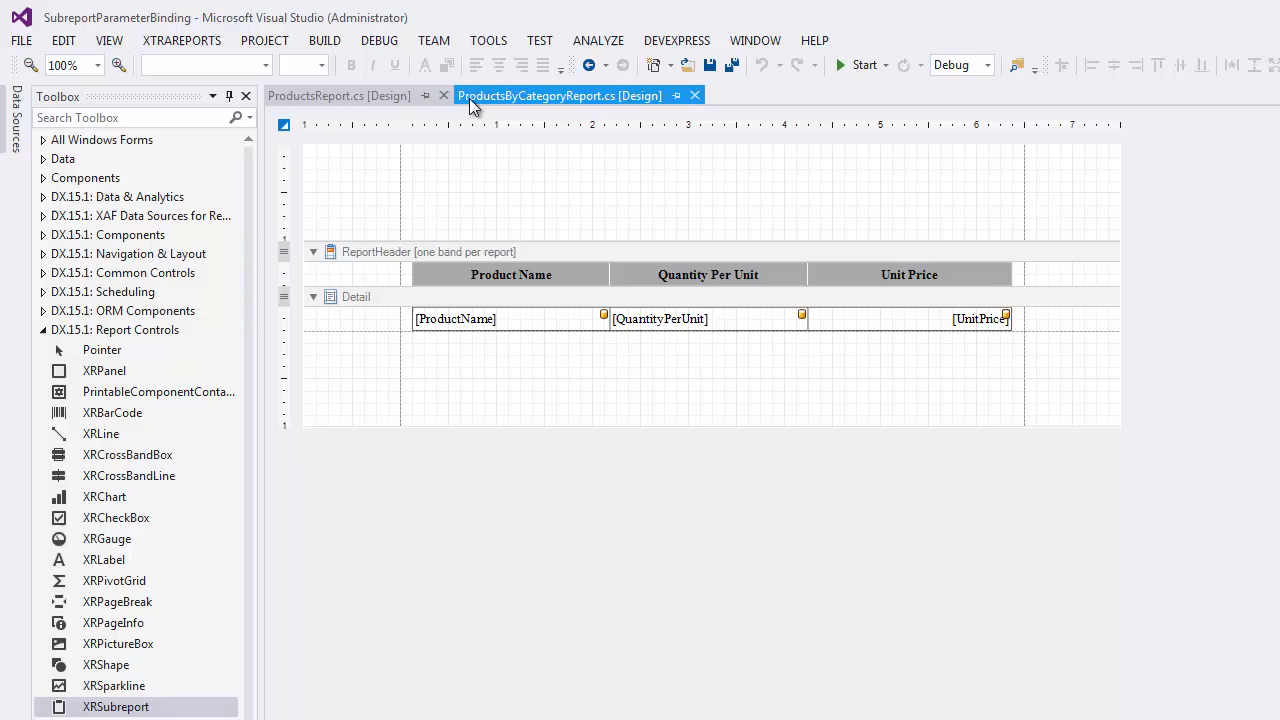 SubreportParameterBinding - Microsoft Visual Studio (Administrator)
FILE EDIT VIEW XTRAREPORTS PROJECT BUILD DEBUG TEAM TOOLS TEST ANALYZE DEVEXPRESS WINDOW HELP
100% Start Debug
Data Sources
Toolbox
Search Toolbox
All Windows Forms
Data
Components
DX.15.1: Data & Analytics
DX.15.1: XAF Data Sources for Re...
DX.15.1: Components
DX.15.1: Navigation & Layout
DX.15.1: Common Controls
DX.15.1: Scheduling
DX.15.1: ORM Components
DX.15.1: Report Controls
Pointer
XRPanel
PrintableComponentConta...
XRBarCode
XRLine
XRCrossBandBox
XRCrossBandLine
XRChart
XRCheckBox
XRGauge
XRLabel
XRPivotGrid
XRPageBreak
XRPageInfo
XRPictureBox
XRShape
XRSparkline
XRSubreport
ProductsReport.cs [Design] ProductsByCategoryReport.cs [Design]
1 1 2 3 4 5 6 7
ReportHeader [one band per report]
Product Name Quantity Per Unit Unit Price
Detail
[ProductName] [QuantityPerUnit] [UnitPrice]
1